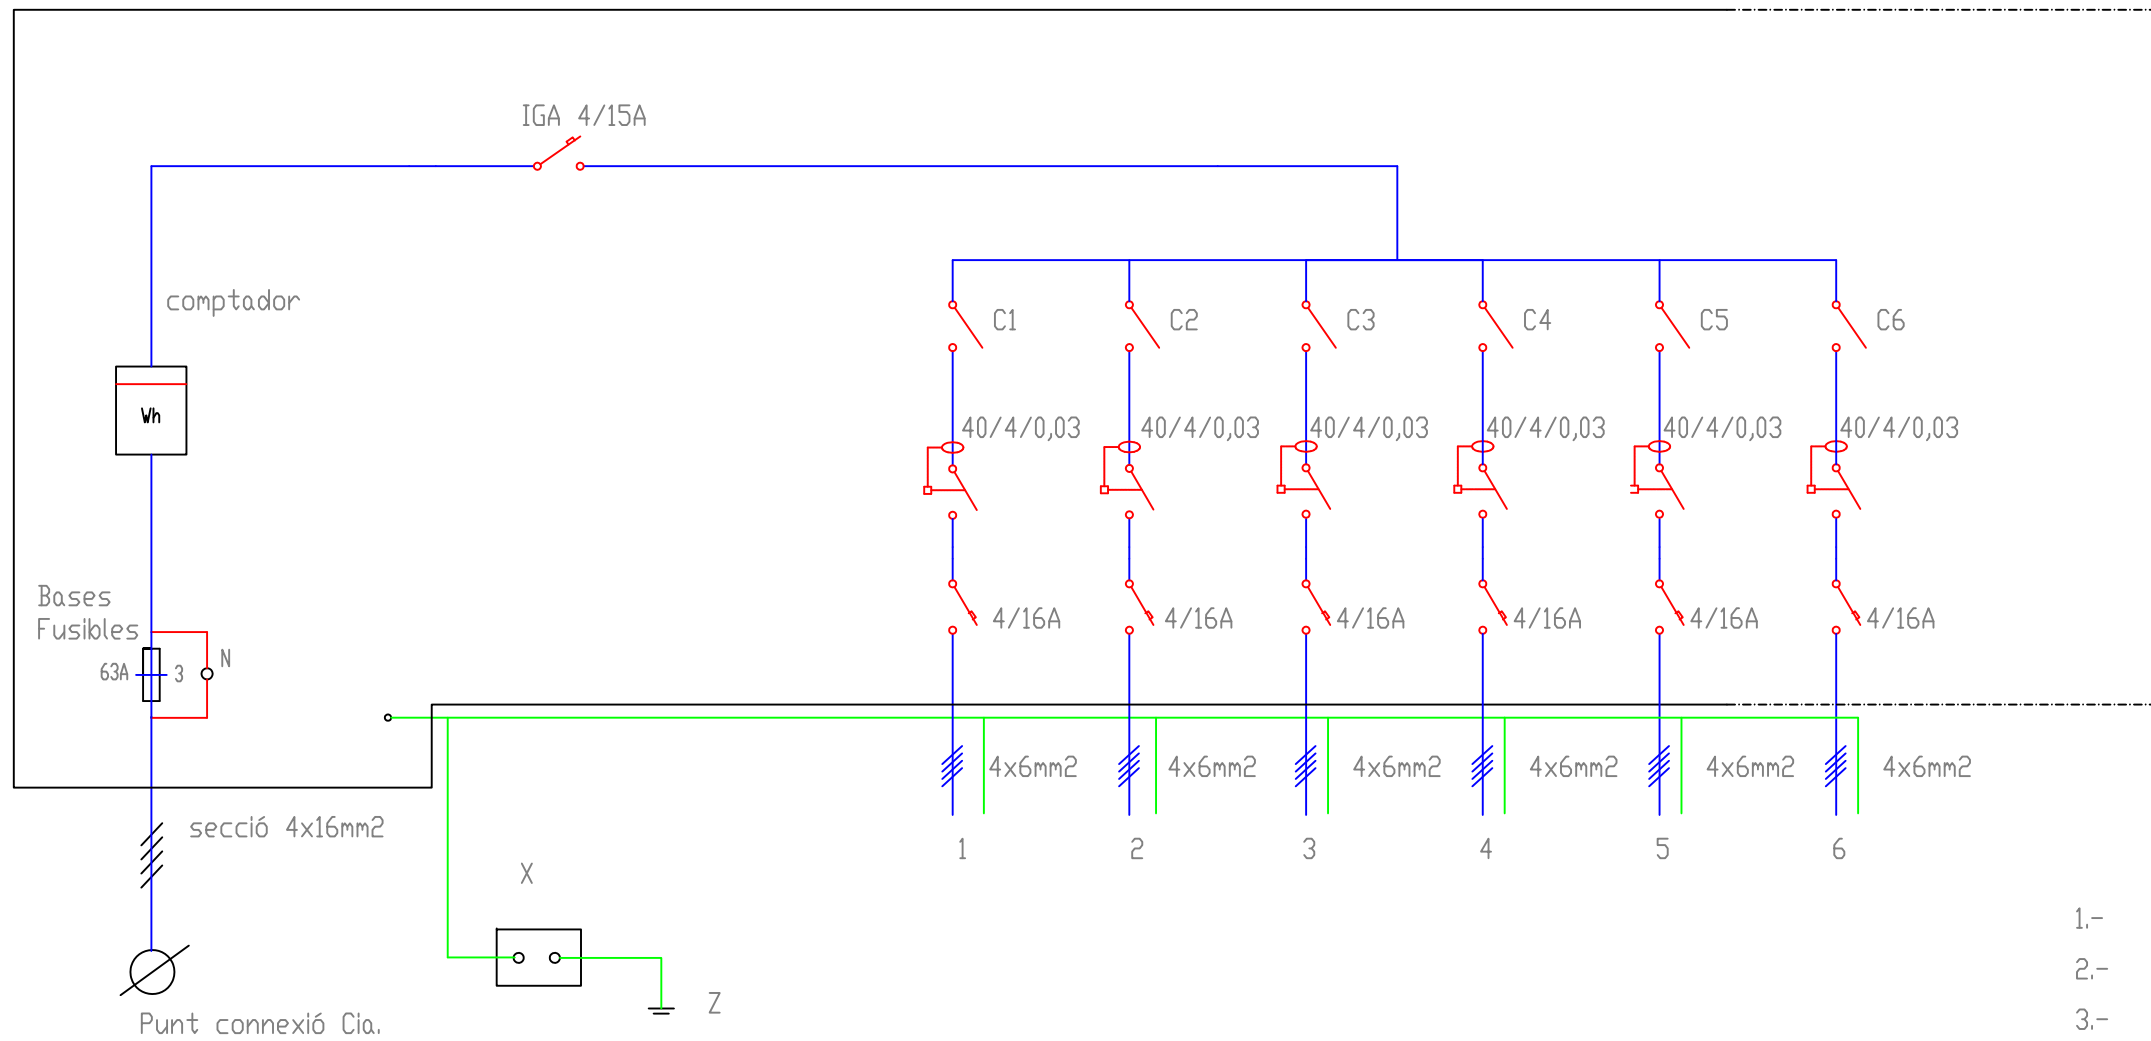 IGA 4/15A
comptador
C1 C2 C3 C4 C5 C6
Wh
40/4/0,03 40/4/0,03 40/4/0,03 40/4/0,03 40/4/0,03 40/4/0,03
Bases
Fusibles
4/16A 4/16A 4/16A 4/16A 4/16A 4/16A
63A 3 N
4x6mm2 4x6mm2 4x6mm2 4x6mm2 4x6mm2 4x6mm2
secció 4x16mm2
1 2 3 4 5 6
X
1.-
2.-
Z
3.-
Punt connexió Cia.